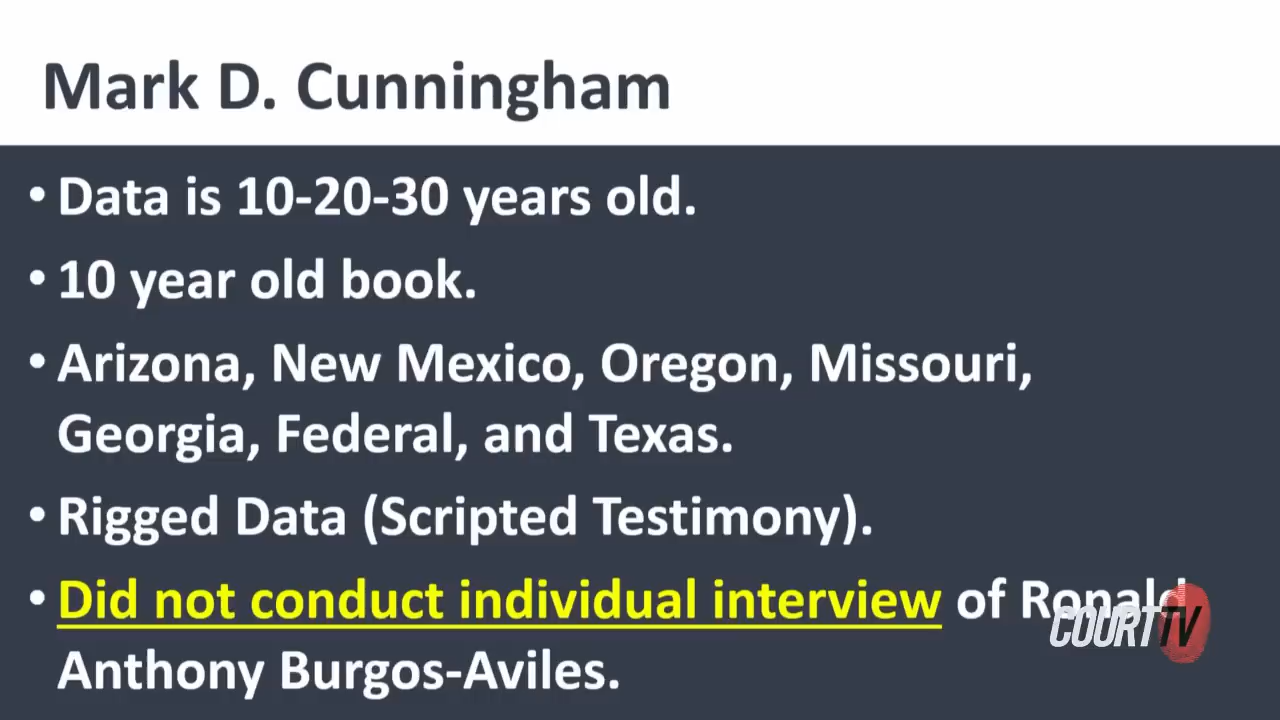 Mark D. Cunningham
• Data is 10-20-30 years old.
• 10 year old book.
• Arizona, New Mexico, Oregon, Missouri,
Georgia, Federal, and Texas.
• Rigged Data (Scripted Testimony).
• Did not conduct individual interview of Ronald
Anthony Burgos-Aviles.
COURT TV